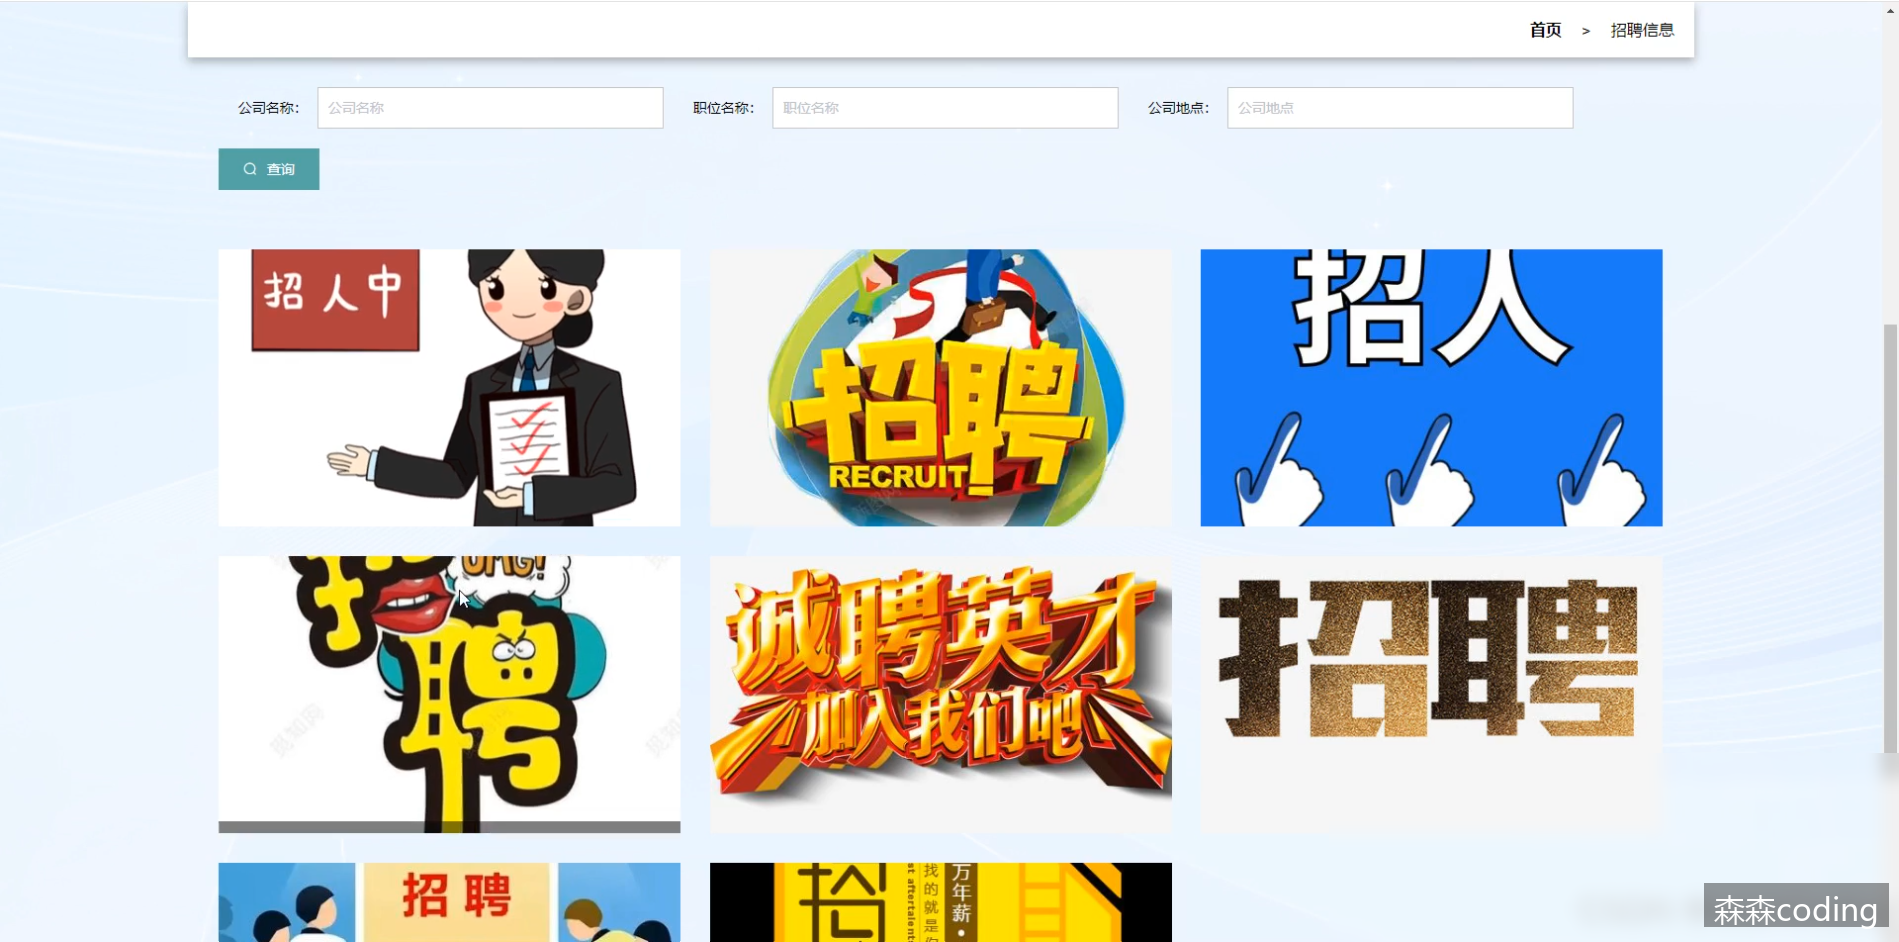 首页 > 招聘信息
公司名称： 公司名称 职位名称： 职位名称 公司地点： 公司地点
查询
招人中
招聘
RECRUIT
招人
OMG!
招聘
诚聘英才
加入我们吧
招聘
招聘
招
找的就是你
万年薪·
森森coding